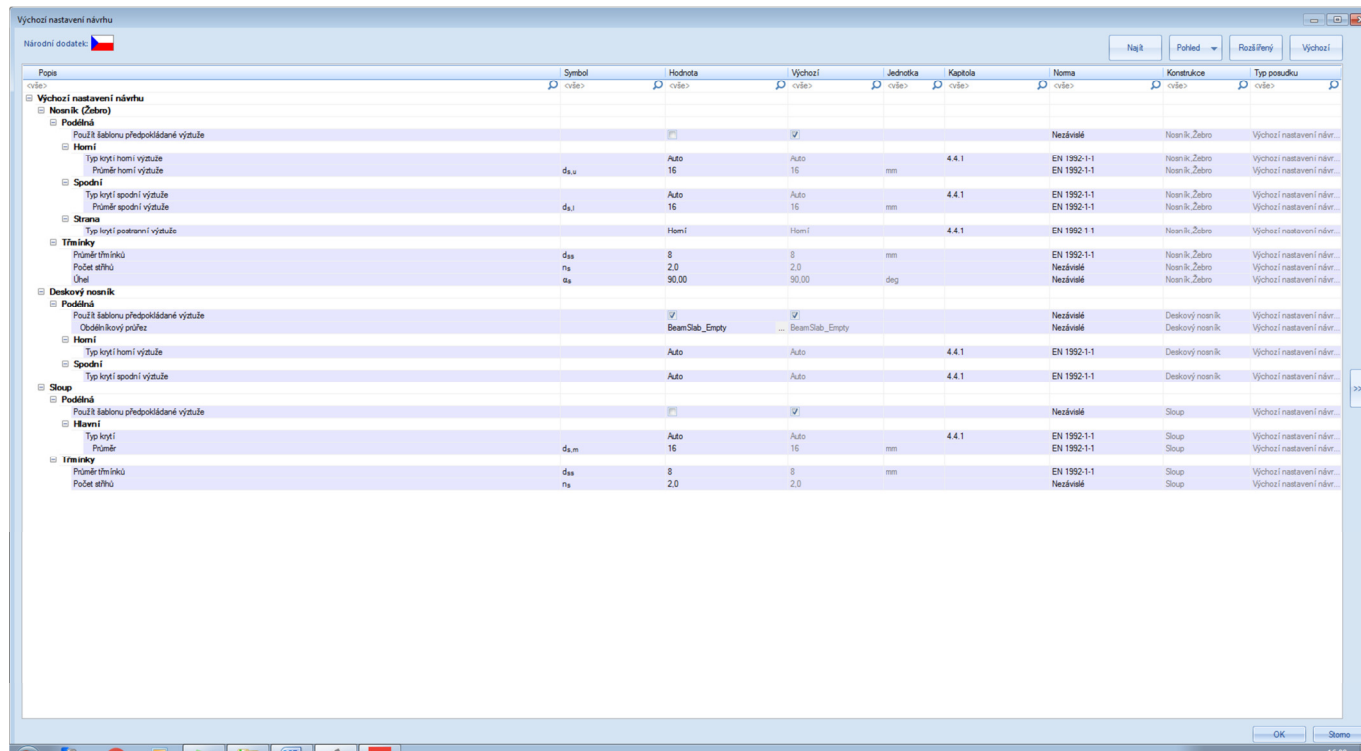 Výchozí nastavení návrhu
Národní dodatek:
Najít Pohled Rozšířený Výchozí
Popis Symbol Hodnota Výchozí Jednotka Kapitola Norma Konstrukce Typ posudku
<vše> <vše> <vše> <vše> <vše> <vše> <vše> <vše> <vše>
Výchozí nastavení návrhu
Nosník (Žebro)
Podélná
Použít šablonu předpokládané výztuže Nezávislé Nosník,Žebro Výchozí nastavení návr...
Horní
Typ krytí horní výztuže Auto Auto 4.4.1 EN 1992-1-1 Nosník,Žebro Výchozí nastavení návr...
Průměr horní výztuže ds,u 16 16 mm EN 1992-1-1 Nosník,Žebro Výchozí nastavení návr...
Spodní
Typ krytí spodní výztuže Auto Auto 4.4.1 EN 1992-1-1 Nosník,Žebro Výchozí nastavení návr...
Průměr spodní výztuže ds,l 16 16 mm EN 1992-1-1 Nosník,Žebro Výchozí nastavení návr...
Strana
Typ krytí postranní výztuže Horní Horní 4.4.1 EN 1992-1-1 Nosník,Žebro Výchozí nastavení návr...
Třmínky
Průměr třmínků dss 8 8 mm EN 1992-1-1 Nosník,Žebro Výchozí nastavení návr...
Počet střihů ns 2,0 2,0 Nezávislé Nosník,Žebro Výchozí nastavení návr...
Úhel αs 90,00 90,00 deg Nezávislé Nosník,Žebro Výchozí nastavení návr...
Deskový nosník
Podélná
Použít šablonu předpokládané výztuže Nezávislé Deskový nosník Výchozí nastavení návr...
Obdélníkový průřez BeamSlab_Empty ... BeamSlab_Empty Nezávislé Deskový nosník Výchozí nastavení návr...
Horní
Typ krytí horní výztuže Auto Auto 4.4.1 EN 1992-1-1 Deskový nosník Výchozí nastavení návr...
Spodní
Typ krytí spodní výztuže Auto Auto 4.4.1 EN 1992-1-1 Deskový nosník Výchozí nastavení návr...
Sloup
Podélná
Použít šablonu předpokládané výztuže Nezávislé Sloup Výchozí nastavení návr...
Hlavní
Typ krytí Auto Auto 4.4.1 EN 1992-1-1 Sloup Výchozí nastavení návr...
Průměr ds,m 16 16 mm EN 1992-1-1 Sloup Výchozí nastavení návr...
Třmínky
Průměr třmínků dss 8 8 mm EN 1992-1-1 Sloup Výchozí nastavení návr...
Počet střihů ns 2,0 2,0 Nezávislé Sloup Výchozí nastavení návr...
>>
OK Storno